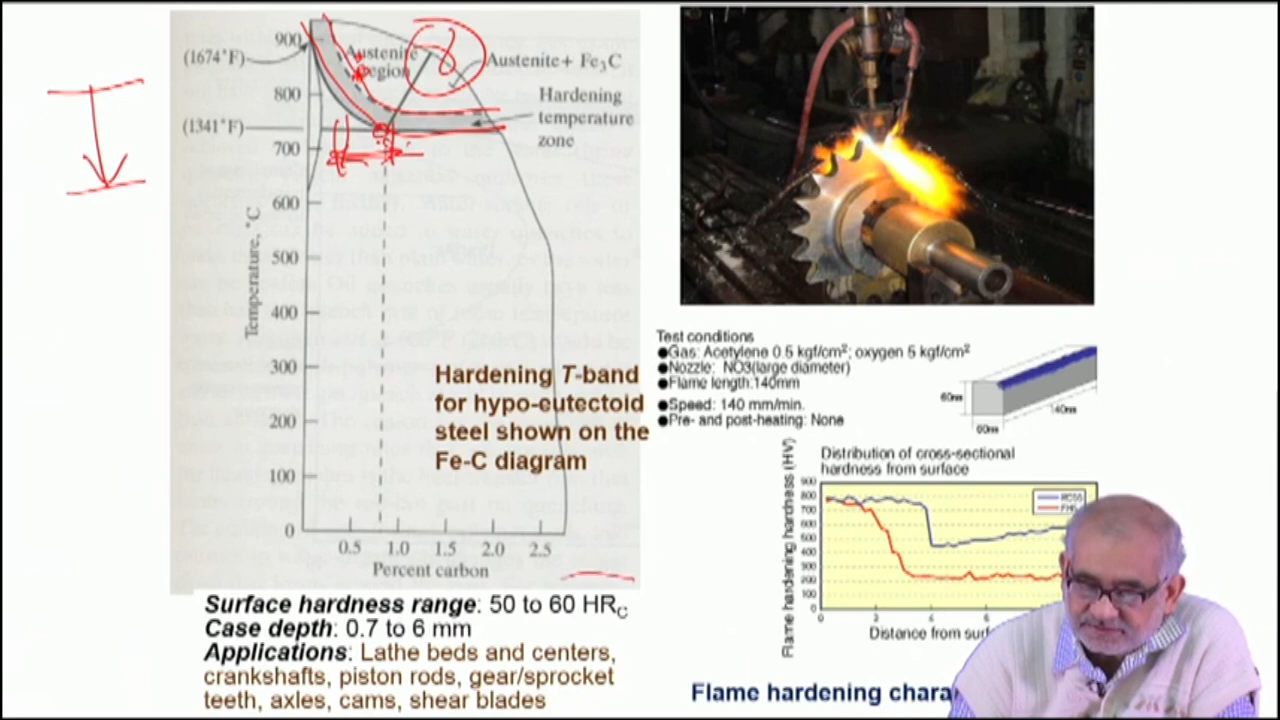 900
(1674°F)
Austenite
region
γ
Austenite+ Fe3C
800
Hardening
temperature
zone
(1341°F)
700
600
500
400
300
200
100
0
Temperature, °C
0.5 1.0 1.5 2.0 2.5
Percent carbon
Hardening T-band
for hypo-eutectoid
steel shown on the
Fe-C diagram
Surface hardness range: 50 to 60 HRC
Case depth: 0.7 to 6 mm
Applications: Lathe beds and centers,
crankshafts, piston rods, gear/sprocket
teeth, axles, cams, shear blades
Test conditions
●Gas: Acetylene 0.5 kgf/cm²; oxygen 5 kgf/cm²
●Nozzle: NO3(large diameter)
●Flame length:140mm
●Speed: 140 mm/min.
●Pre- and post-heating: None
140mm
Distribution of cross-sectional
hardness from surface
Flame hardening hardness (HV)
900
800
700
600
500
400
300
200
100
0
0
Distance from surf
Flame hardening chara